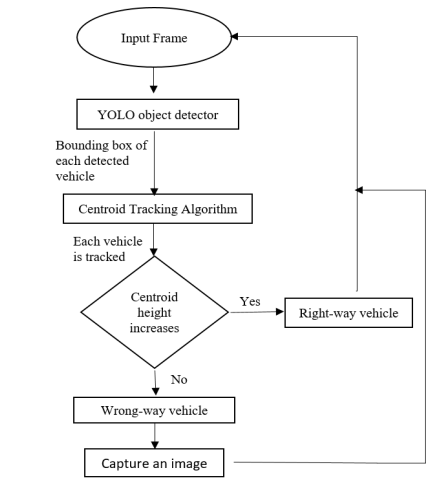 Input Frame
YOLO object detector
Bounding box of
each detected
vehicle
Centroid Tracking Algorithm
Each vehicle
is tracked
Centroid
height
increases
Yes
Right-way vehicle
No
Wrong-way vehicle
Capture an image